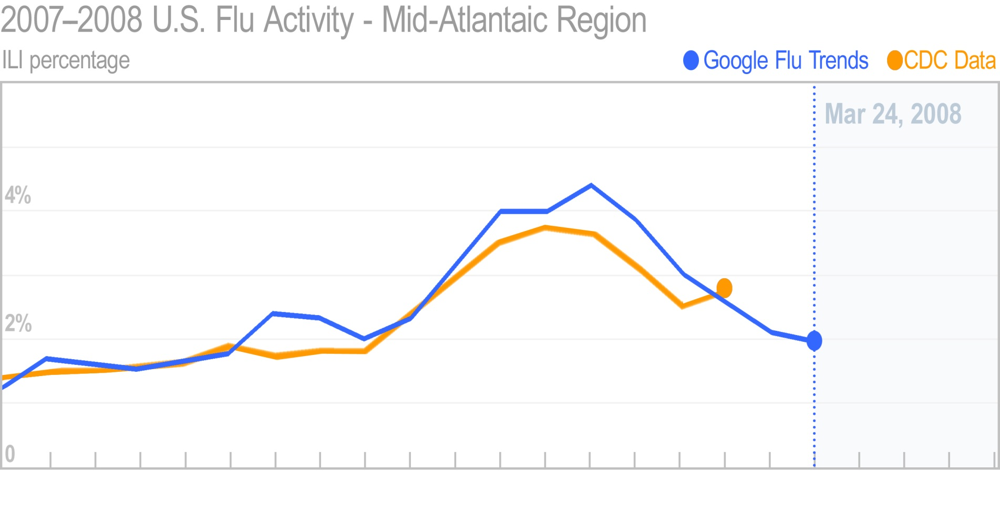 2007–2008 U.S. Flu Activity - Mid-Atlantaic Region
ILI percentage
Google Flu Trends
CDC Data
Mar 24, 2008
4%
2%
0